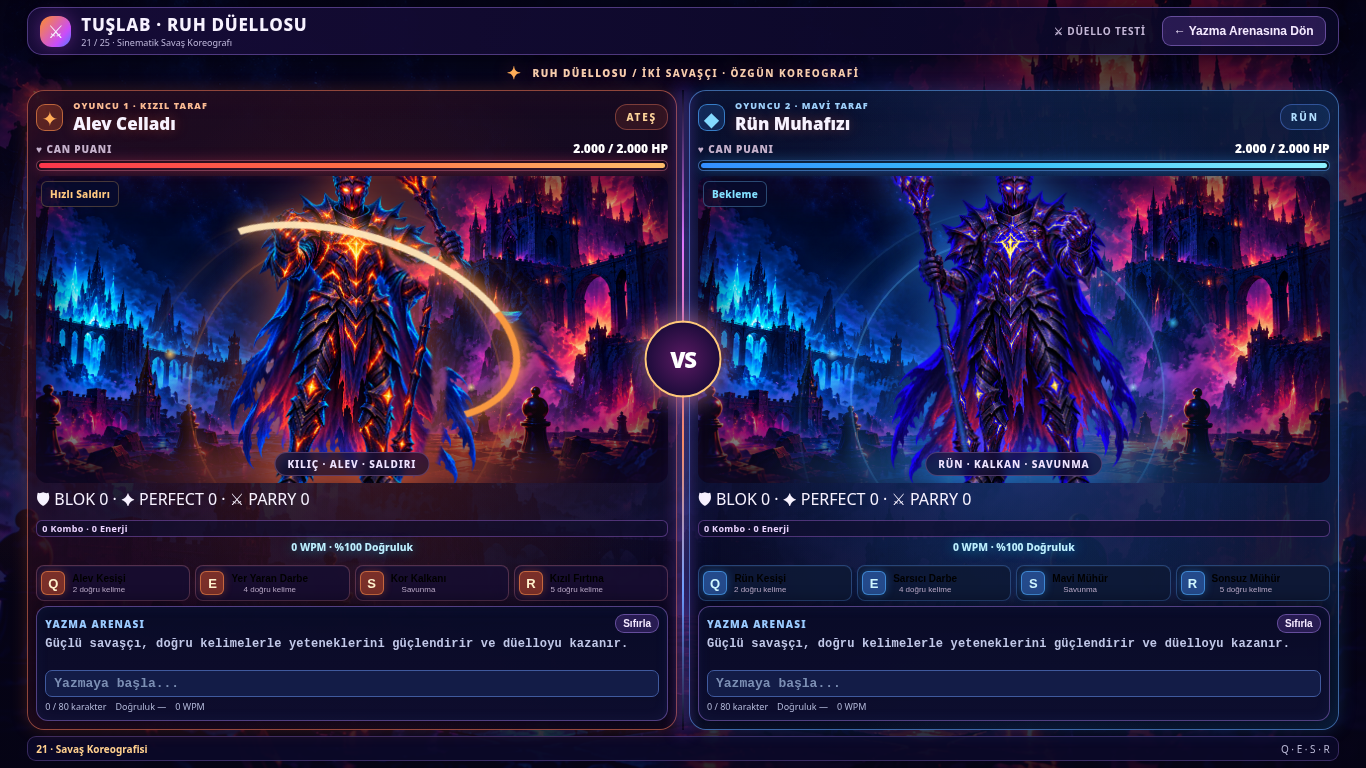 ⚔ TUŞLAB · RUH DÜELLOSU
21 / 25 · Sinematik Savaş Koreografı
⚔ DÜELLO TESTİ
← Yazma Arenasına Dön
✦ RUH DÜELLOSU / İKİ SAVAŞÇI · ÖZGÜN KOREOGRAFİ
OYUNCU 1 · KIZIL TARAF
Alev Celladı
ATEŞ
♥ CAN PUANI 2.000 / 2.000 HP
Hızlı Saldırı
KILIÇ · ALEV · SALDIRI
🛡 BLOK 0 · ✦ PERFECT 0 · ⚔ PARRY 0
0 Kombo · 0 Enerji
0 WPM · %100 Doğruluk
Q Alev Kesişi
2 doğru kelime
E Yer Yaran Darbe
4 doğru kelime
S Kor Kalkanı
Savunma
R Kızıl Fırtına
5 doğru kelime
YAZMA ARENASI
Sıfırla
Güçlü savaşçı, doğru kelimelerle yeteneklerini güçlendirir ve düelloyu kazanır.
Yazmaya başla...
0 / 80 karakter Doğruluk — 0 WPM
VS
OYUNCU 2 · MAVİ TARAF
Rün Muhafızı
RÜN
♥ CAN PUANI 2.000 / 2.000 HP
Bekleme
RÜN · KALKAN · SAVUNMA
🛡 BLOK 0 · ✦ PERFECT 0 · ⚔ PARRY 0
0 Kombo · 0 Enerji
0 WPM · %100 Doğruluk
Q Rün Kesişi
2 doğru kelime
E Sarsıcı Darbe
4 doğru kelime
S Mavi Mühür
Savunma
R Sonsuz Mühür
5 doğru kelime
YAZMA ARENASI
Sıfırla
Güçlü savaşçı, doğru kelimelerle yeteneklerini güçlendirir ve düelloyu kazanır.
Yazmaya başla...
0 / 80 karakter Doğruluk — 0 WPM
21 · Savaş Koreografisi
Q · E · S · R